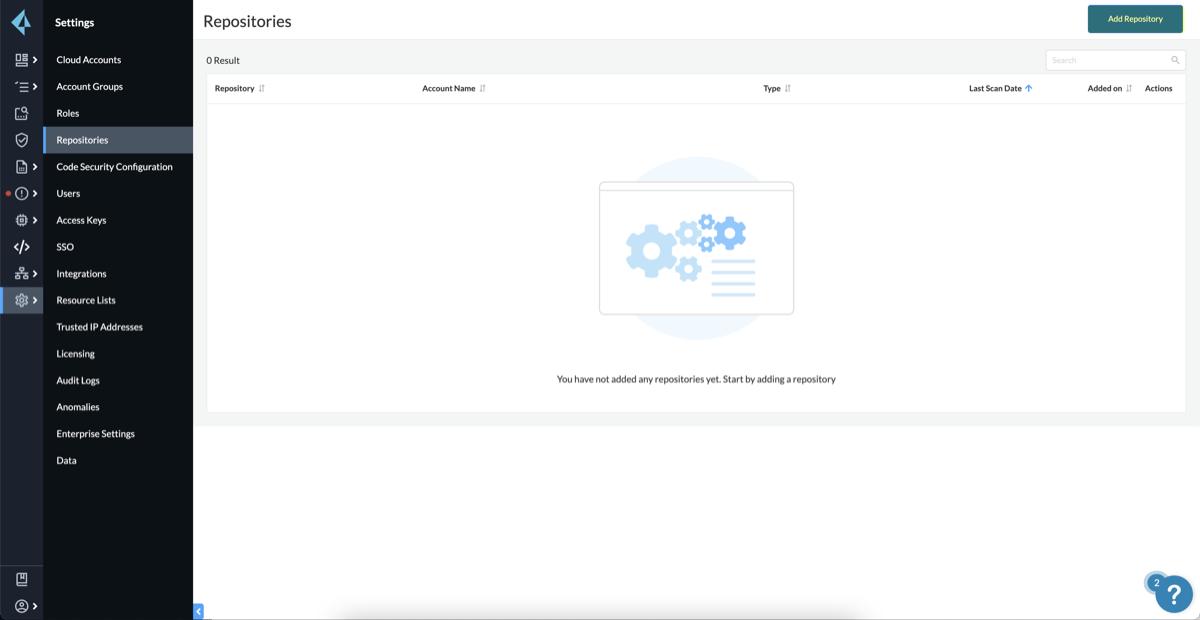 Settings
Cloud Accounts
Account Groups
Roles
Repositories
Code Security Configuration
Users
Access Keys
SSO
Integrations
Resource Lists
Trusted IP Addresses
Licensing
Audit Logs
Anomalies
Enterprise Settings
Data
Repositories
Add Repository
0 Result
Search
Repository Account Name Type Last Scan Date Added on Actions
You have not added any repositories yet. Start by adding a repository
2
?